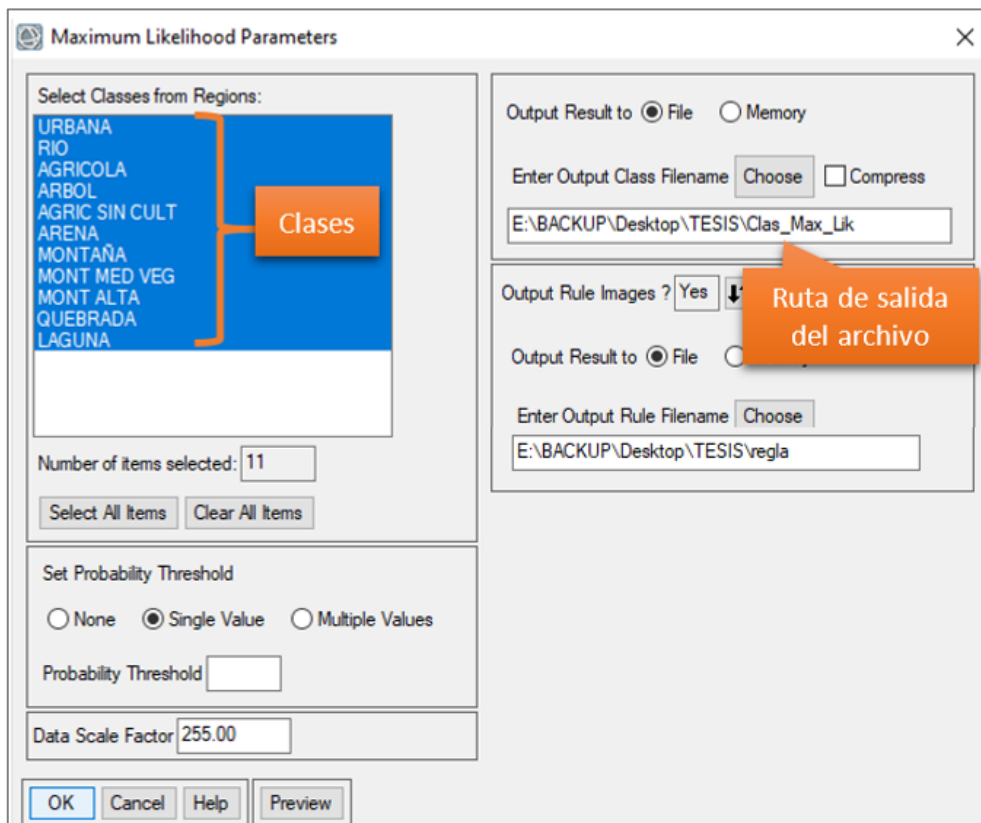 Maximum Likelihood Parameters
Select Classes from Regions:
URBANA
RIO
AGRICOLA
ARBOL
AGRIC SIN CULT
ARENA
MONTAÑA
MONT MED VEG
MONT ALTA
QUEBRADA
LAGUNA
Clases
Number of items selected: 11
Select All Items Clear All Items
Set Probability Threshold
None Single Value Multiple Values
Probability Threshold
Data Scale Factor 255.00
OK Cancel Help Preview
Output Result to File Memory
Enter Output Class Filename Choose Compress
E:\BACKUP\Desktop\TESIS\Clas_Max_Lik
Output Rule Images ? Yes
Ruta de salida
del archivo
Output Result to File
Enter Output Rule Filename Choose
E:\BACKUP\Desktop\TESIS\regla